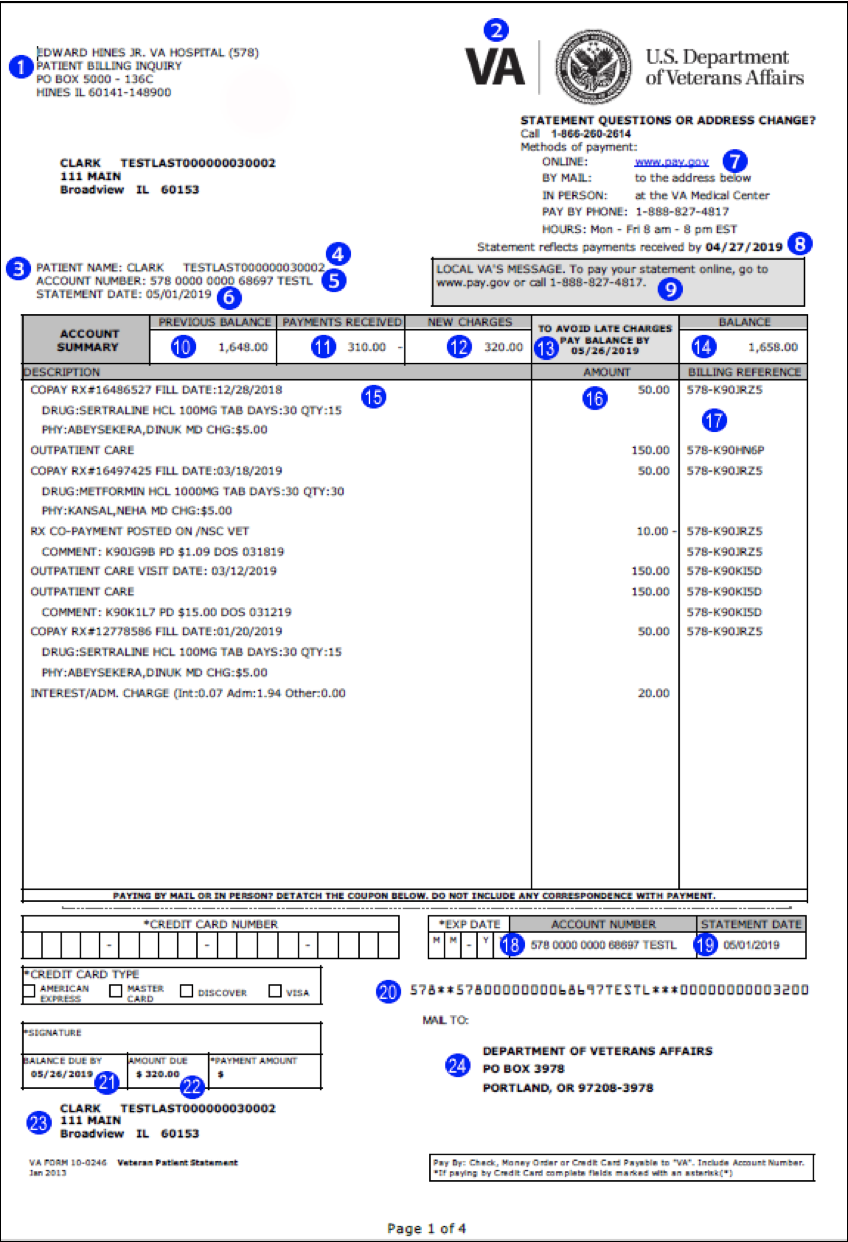 2
EDWARD HINES JR. VA HOSPITAL (578)
1 PATIENT BILLING INQUIRY
PO BOX 5000 - 136C
HINES IL 60141-148900
VA
U.S. Department
of Veterans Affairs
STATEMENT QUESTIONS OR ADDRESS CHANGE?
Call 1-866-260-2614
Methods of payment:
ONLINE: www.pay.gov 7
BY MAIL: to the address below
IN PERSON: at the VA Medical Center
PAY BY PHONE: 1-888-827-4817
HOURS: Mon - Fri 8 am - 8 pm EST
Statement reflects payments received by 04/27/2019 8
CLARK TESTLAST000000030002
111 MAIN
Broadview IL 60153
4
3 PATIENT NAME: CLARK TESTLAST000000030002
ACCOUNT NUMBER: 578 0000 0000 68697 TESTL 5
STATEMENT DATE: 05/01/2019 6
LOCAL VA'S MESSAGE. To pay your statement online, go to
www.pay.gov or call 1-888-827-4817. 9
ACCOUNT SUMMARY
PREVIOUS BALANCE
10 1,648.00
PAYMENTS RECEIVED
11 310.00 -
NEW CHARGES
12 320.00
TO AVOID LATE CHARGES
13 PAY BALANCE BY
05/26/2019
BALANCE
14 1,658.00
DESCRIPTION AMOUNT BILLING REFERENCE
COPAY RX#16486527 FILL DATE:12/28/2018 15 16 50.00 578-K90JRZ5
DRUG:SERTRALINE HCL 100MG TAB DAYS:30 QTY:15
PHY:ABEYSEKERA,DINUK MD CHG:$5.00 17
OUTPATIENT CARE 150.00 578-K90HN6P
COPAY RX#16497425 FILL DATE:03/18/2019 50.00 578-K90JRZ5
DRUG:METFORMIN HCL 1000MG TAB DAYS:30 QTY:30
PHY:KANSAL,NEHA MD CHG:$5.00
RX CO-PAYMENT POSTED ON /NSC VET 10.00 - 578-K90JRZ5
COMMENT: K90JG9B PD $1.09 DOS 031819 578-K90JRZ5
OUTPATIENT CARE VISIT DATE: 03/12/2019 150.00 578-K90KI5D
OUTPATIENT CARE 150.00 578-K90KI5D
COMMENT: K90K1L7 PD $15.00 DOS 031219 578-K90KI5D
COPAY RX#12778586 FILL DATE:01/20/2019 50.00 578-K90JRZ5
DRUG:SERTRALINE HCL 100MG TAB DAYS:30 QTY:15
PHY:ABEYSEKERA,DINUK MD CHG:$5.00
INTEREST/ADM. CHARGE (Int:0.07 Adm:1.94 Other:0.00 20.00
PAYING BY MAIL OR IN PERSON? DETATCH THE COUPON BELOW. DO NOT INCLUDE ANY CORRESPONDENCE WITH PAYMENT.
*CREDIT CARD NUMBER
- - -
*EXP DATE
M M - Y
ACCOUNT NUMBER
18 578 0000 0000 68697 TESTL
STATEMENT DATE
19 05/01/2019
*CREDIT CARD TYPE
AMERICAN EXPRESS MASTER CARD DISCOVER VISA
20 578**5780000000068697TESTL***00000000003200
MAIL TO:
*SIGNATURE
BALANCE DUE BY
05/26/2019 21
AMOUNT DUE
$ 320.00 22
*PAYMENT AMOUNT
$
DEPARTMENT OF VETERANS AFFAIRS
24 PO BOX 3978
PORTLAND, OR 97208-3978
CLARK TESTLAST000000030002
23 111 MAIN
Broadview IL 60153
VA FORM 10-0246 Veteran Patient Statement
Jan 2013
Pay By: Check, Money Order or Credit Card Payable to "VA". Include Account Number.
*If paying by Credit Card complete fields marked with an asterisk(*)
Page 1 of 4